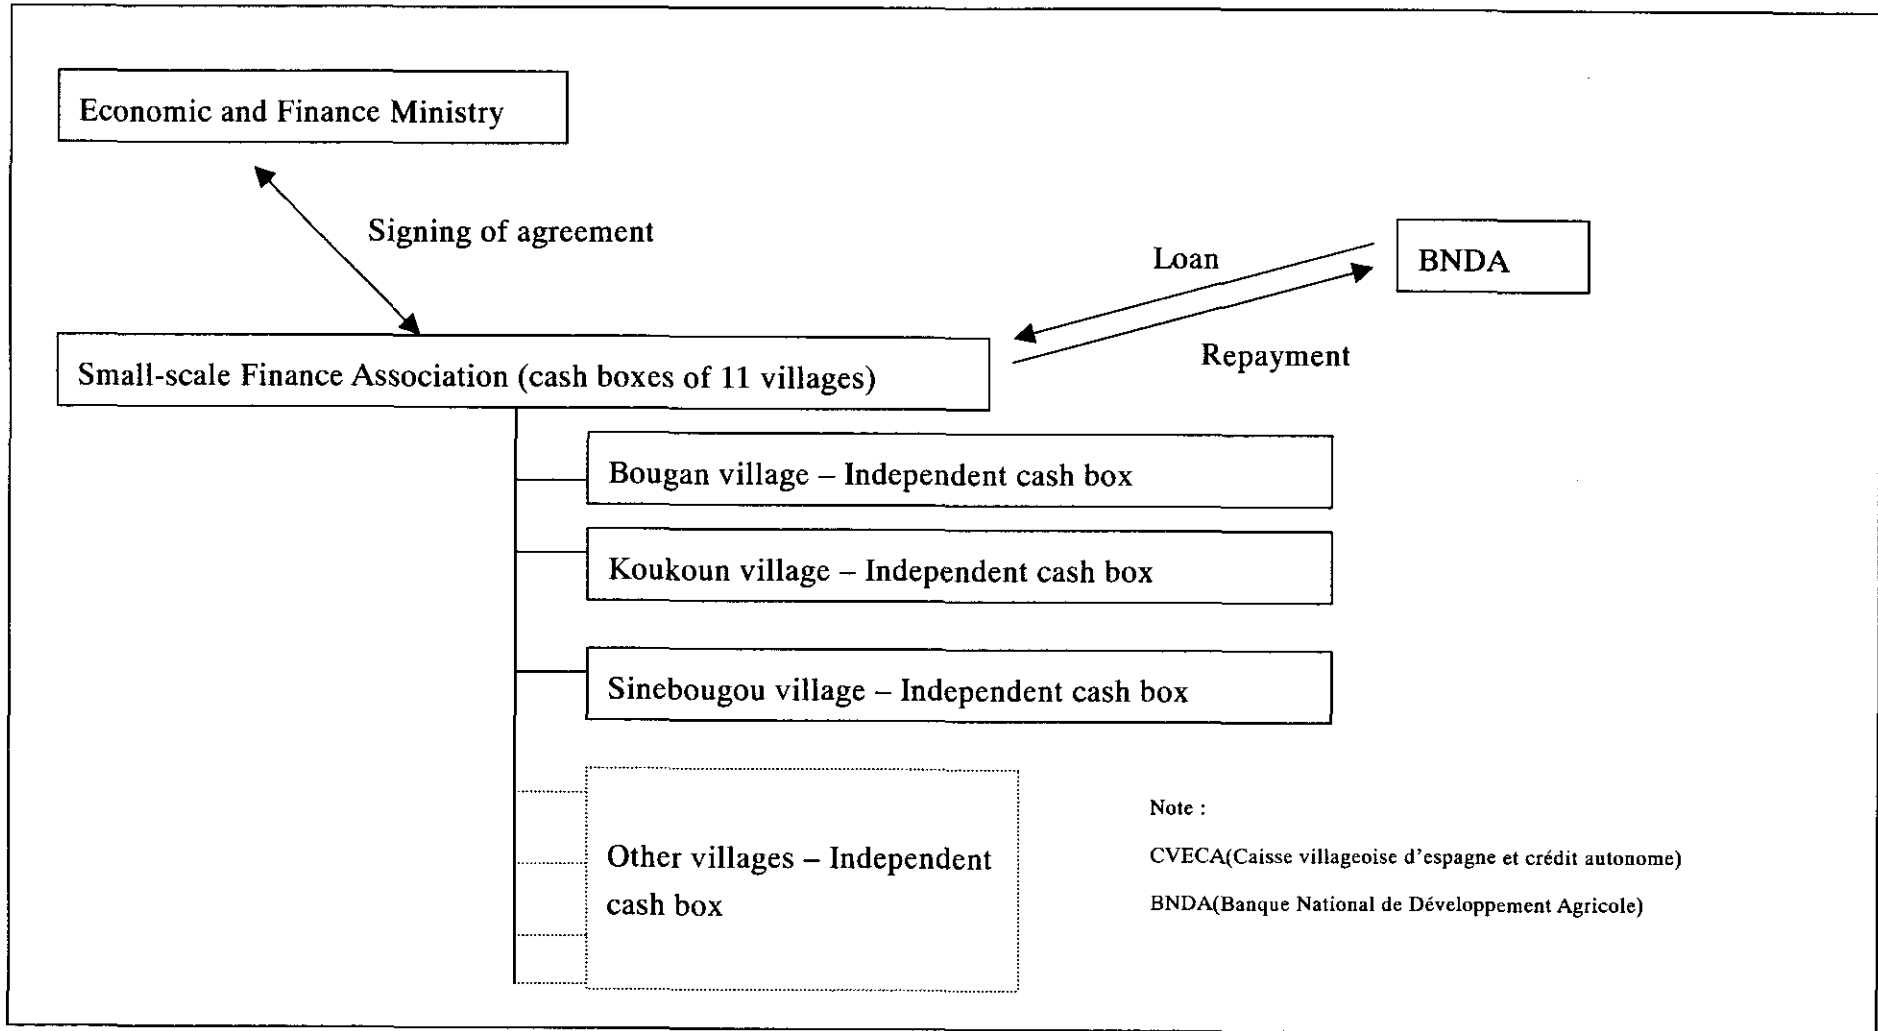 Economic and Finance Ministry
Signing of agreement
Loan
BNDA
Repayment
Small-scale Finance Association (cash boxes of 11 villages)
Bougan village – Independent cash box
Koukoun village – Independent cash box
Sinebougou village – Independent cash box
Other villages – Independent
cash box
Note :
CVECA(Caisse villageoise d'espagne et crédit autonome)
BNDA(Banque National de Développement Agricole)